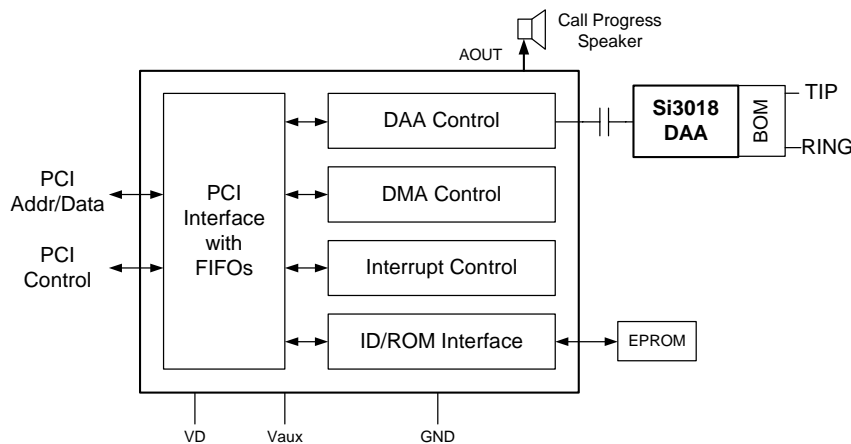 Call Progress
Speaker
AOUT
DAA Control
Si3018
DAA
BOM
TIP
RING
PCI
Addr/Data
PCI
Control
PCI
Interface
with
FIFOs
DMA Control
Interrupt Control
ID/ROM Interface
EPROM
VD
Vaux
GND